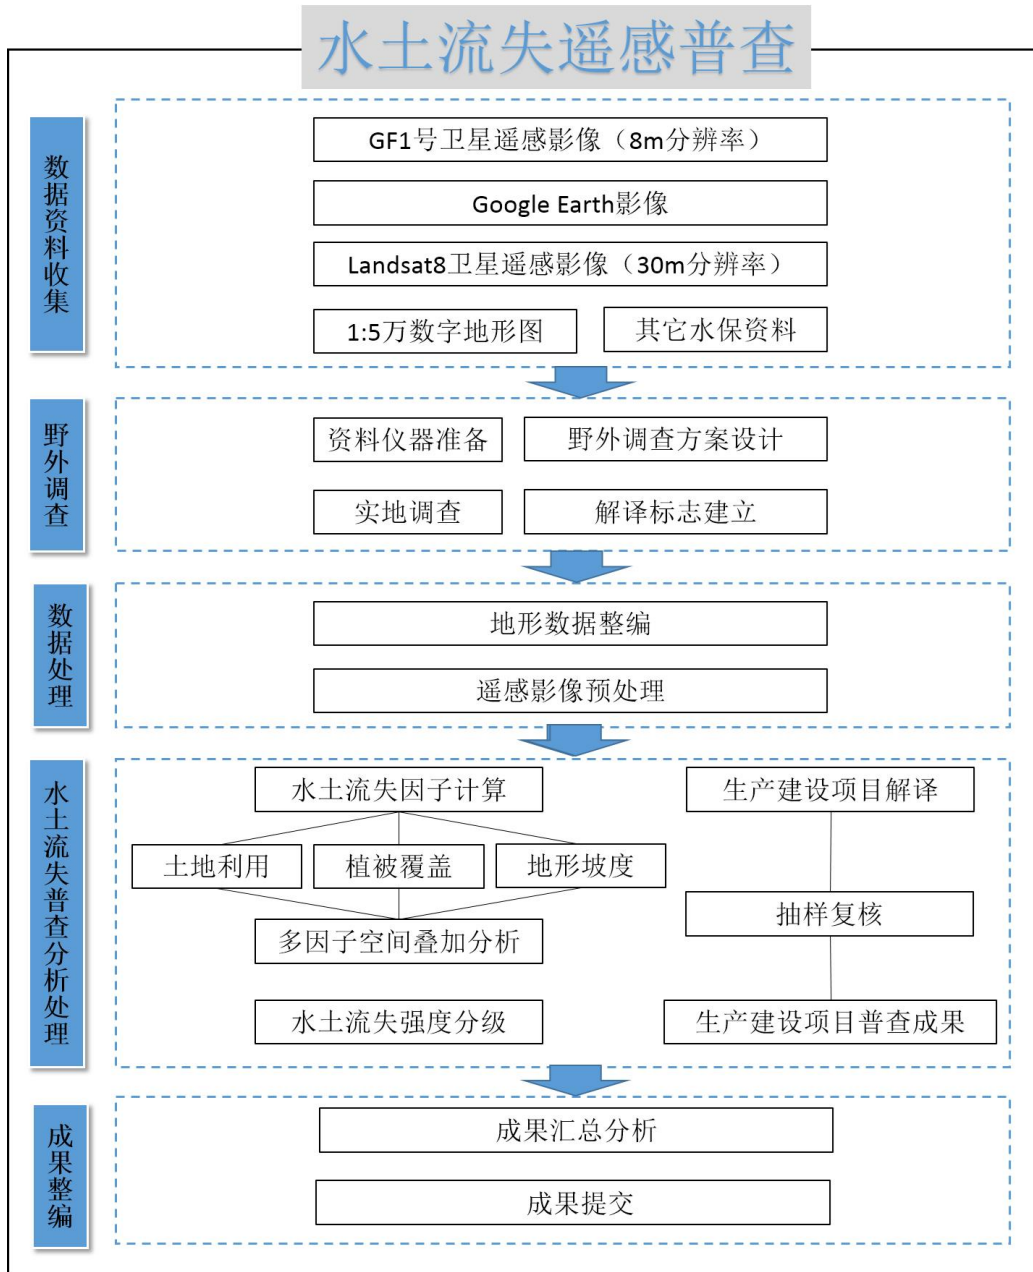 水土流失遥感普查
数据资料收集
GF1号卫星遥感影像（8m分辨率）
Google Earth影像
Landsat8卫星遥感影像（30m分辨率）
1:5万数字地形图
其它水保资料
野外调查
资料仪器准备
野外调查方案设计
实地调查
解译标志建立
数据处理
地形数据整编
遥感影像预处理
水土流失普查分析处理
水土流失因子计算
生产建设项目解译
土地利用
植被覆盖
地形坡度
抽样复核
多因子空间叠加分析
水土流失强度分级
生产建设项目普查成果
成果整编
成果汇总分析
成果提交